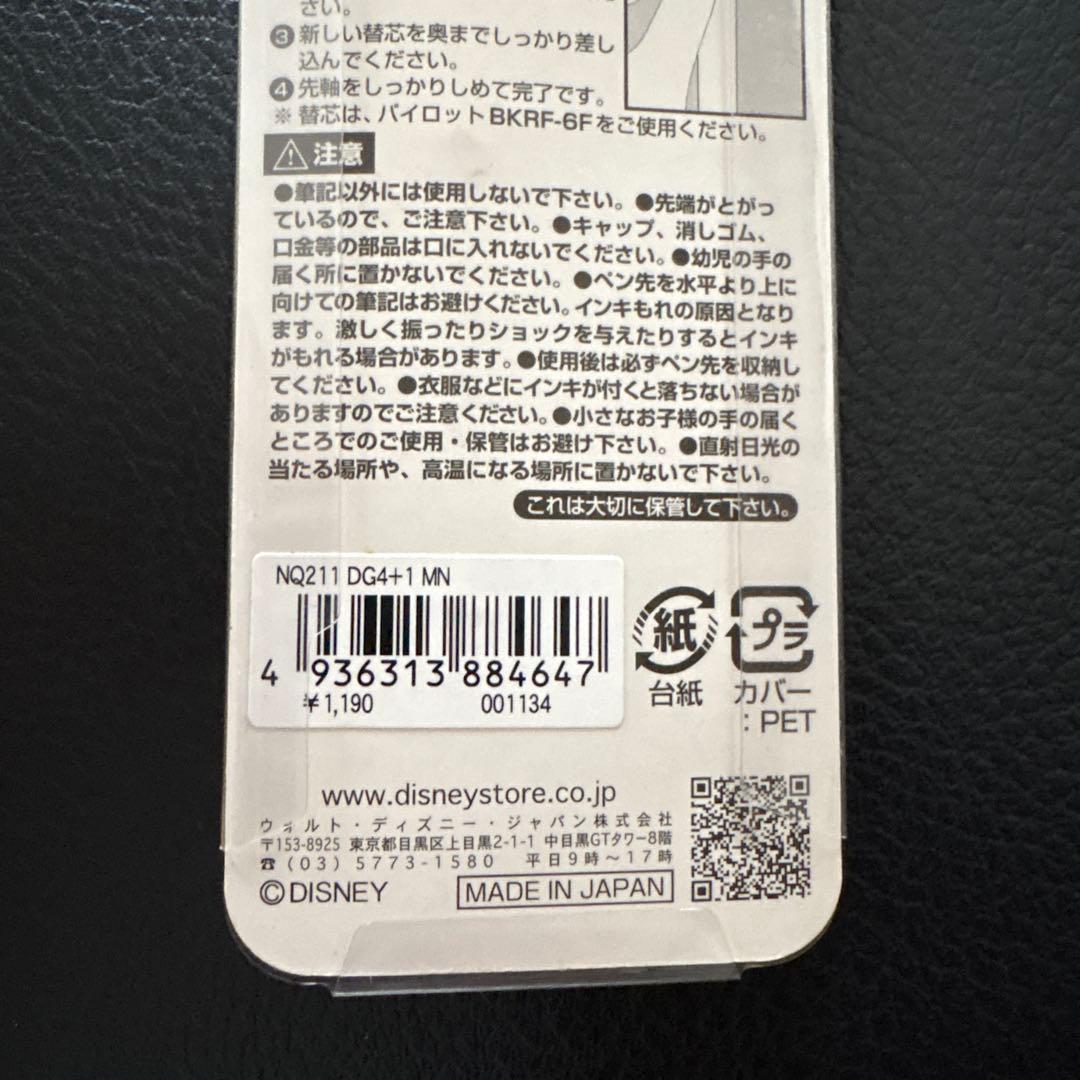 さい。
❸新しい替芯を奥までしっかり差し
込んでください。
❹先軸をしっかりしめて完了です。
※替芯は、パイロットBKRF-6Fをご使用ください。
注意
●筆記以外には使用しないで下さい。●先端がとがっ
ているので、ご注意下さい。●キャップ、消しゴム、
口金等の部品は口に入れないでください。●幼児の手の
届く所に置かないでください。●ペン先を水平より上に
向けての筆記はお避けください。インキもれの原因となり
ます。激しく振ったりショックを与えたりするとインキ
がもれる場合があります。●使用後は必ずペン先を収納し
てください。●衣服などにインキが付くと落ちない場合が
ありますのでご注意ください。●小さなお子様の手の届く
ところでのご使用・保管はお避け下さい。●直射日光の
当たる場所や、高温になる場所に置かないで下さい。
これは大切に保管して下さい。
NQ211 DG4+1 MN
4 936313 884647
¥1,190 001134
紙
台紙
プラ
カバー
：PET
www.disneystore.co.jp
ウォルト・ディズニー・ジャパン株式会社
〒153-8925 東京都目黒区上目黒2-1-1 中目黒GTタワー8階
☎(03)5773-1580 平日9時〜17時
©DISNEY
MADE IN JAPAN